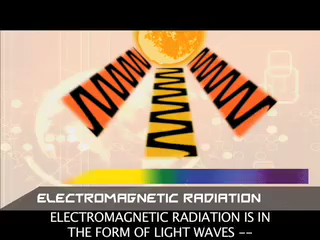 ELECTROMAGNETIC RADIATION
ELECTROMAGNETIC RADIATION IS IN
THE FORM OF LIGHT WAVES --